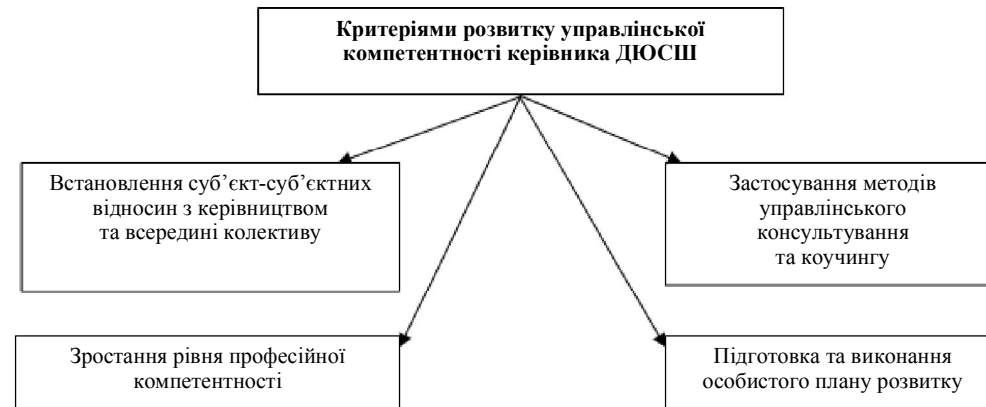 Критеріями розвитку управлінської
компетентності керівника ДЮСШ
Встановлення суб’єкт-суб’єктних
відносин з керівництвом
та всередині колективу
Застосування методів
управлінського
консультування
та коучингу
Зростання рівня професійної
компетентності
Підготовка та виконання
особистого плану розвитку